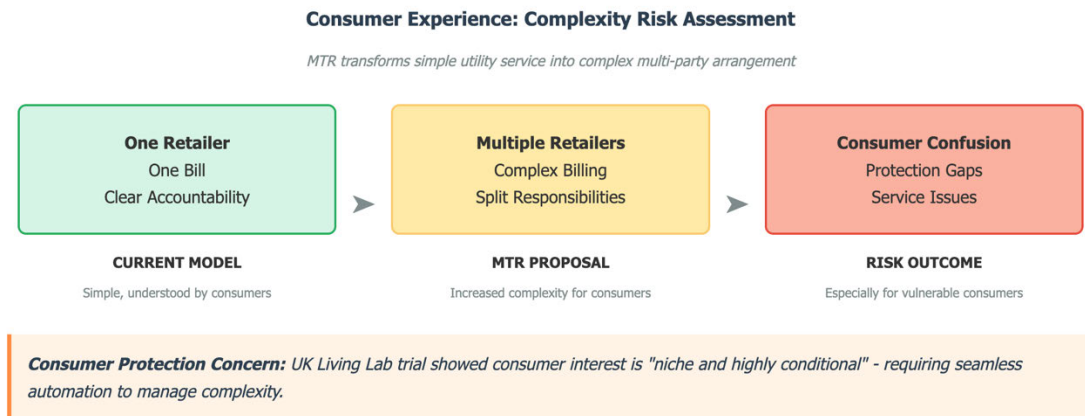 Consumer Experience: Complexity Risk Assessment
MTR transforms simple utility service into complex multi-party arrangement
One Retailer
One Bill
Clear Accountability
Multiple Retailers
Complex Billing
Split Responsibilities
Consumer Confusion
Protection Gaps
Service Issues
CURRENT MODEL
Simple, understood by consumers
MTR PROPOSAL
Increased complexity for consumers
RISK OUTCOME
Especially for vulnerable consumers
Consumer Protection Concern: UK Living Lab trial showed consumer interest is "niche and highly conditional" - requiring seamless
automation to manage complexity.